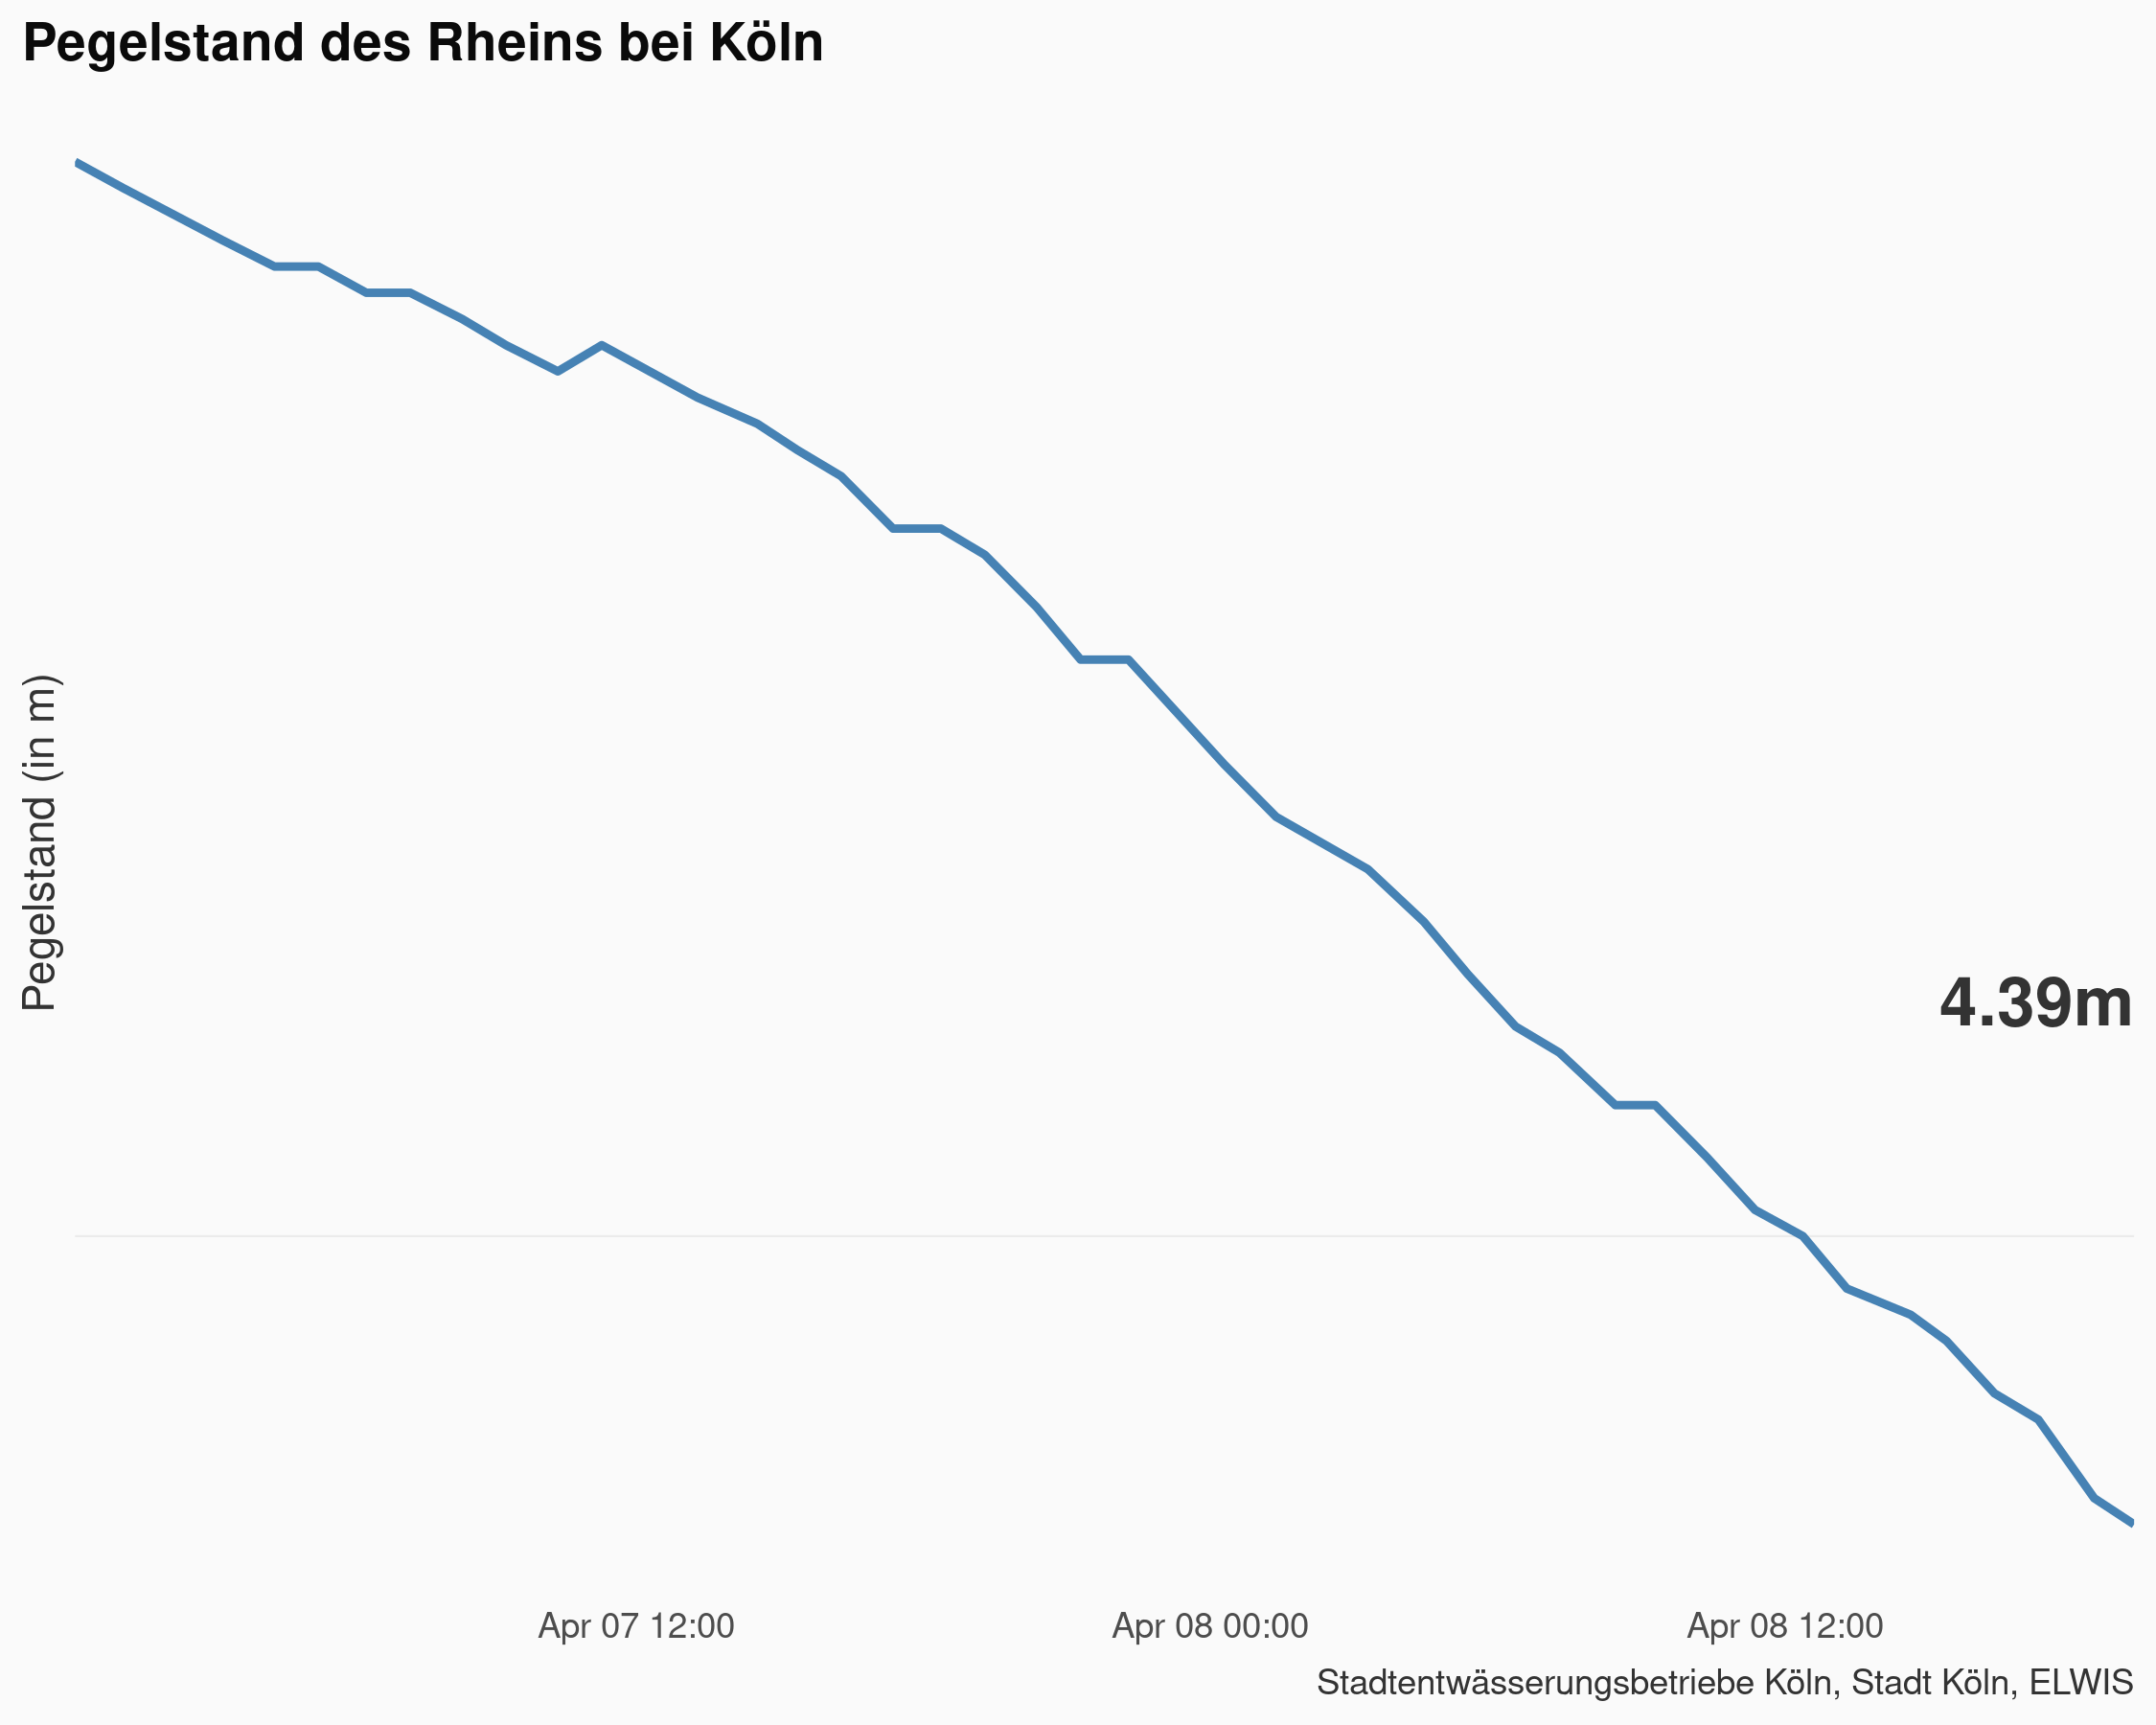 Pegelstand des Rheins bei Köln
Pegelstand (in m)
4.39m
Apr 07 12:00
Apr 08 00:00
Apr 08 12:00
Stadtentwässerungsbetriebe Köln, Stadt Köln, ELWIS